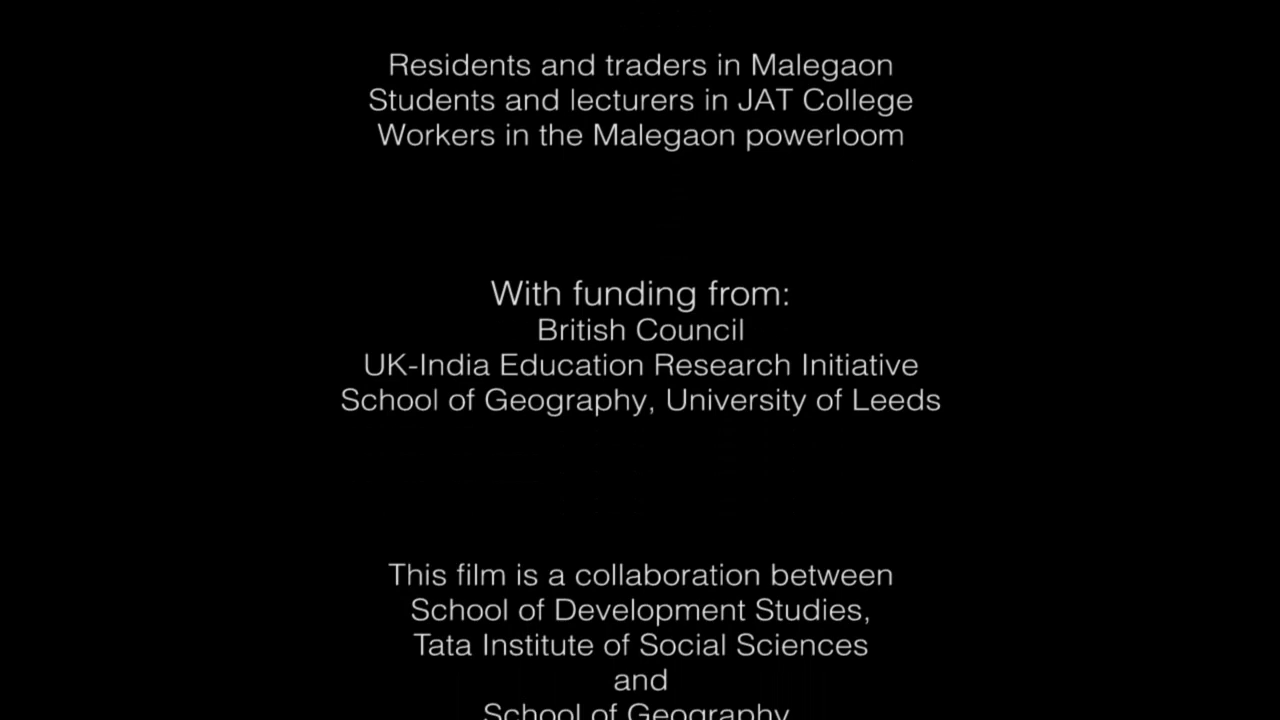 Residents and traders in Malegaon
Students and lecturers in JAT College
Workers in the Malegaon powerloom
With funding from:
British Council
UK-India Education Research Initiative
School of Geography, University of Leeds
This film is a collaboration between
School of Development Studies,
Tata Institute of Social Sciences
and
School of Geography